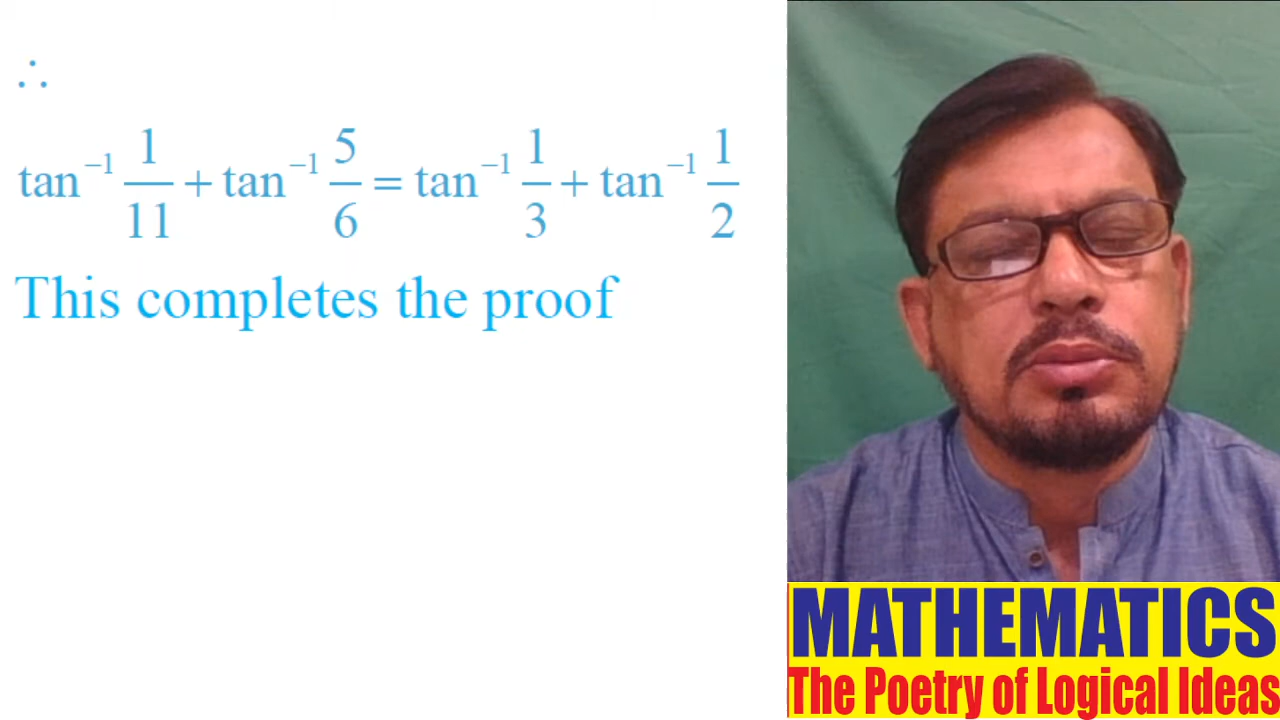 ∴
tan⁻¹ 1/11 + tan⁻¹ 5/6 = tan⁻¹ 1/3 + tan⁻¹ 1/2
This completes the proof
MATHEMATICS
The Poetry of Logical Ideas